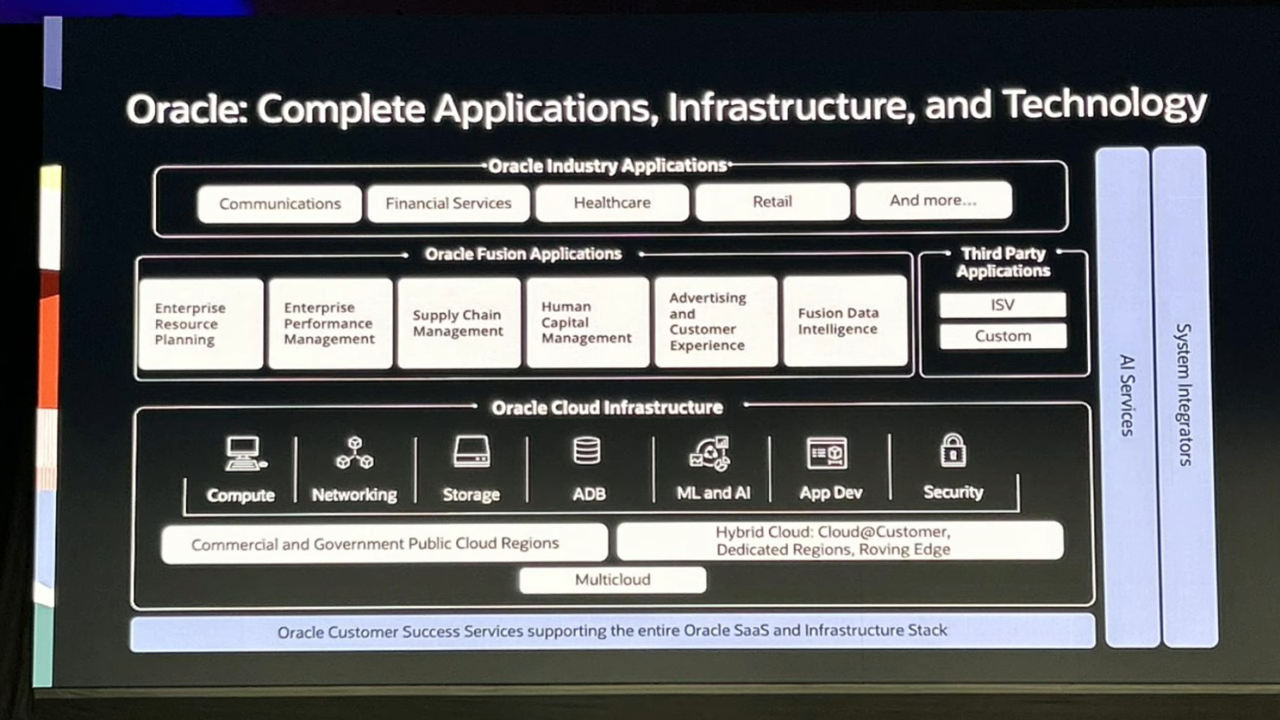 Oracle: Complete Applications, Infrastructure, and Technology
Oracle Industry Applications
Communications
Financial Services
Healthcare
Retail
And more...
Oracle Fusion Applications
Enterprise
Resource
Planning
Enterprise
Performance
Management
Supply Chain
Management
Human
Capital
Management
Advertising
and
Customer
Experience
Fusion Data
Intelligence
Third Party
Applications
ISV
Custom
Oracle Cloud Infrastructure
Compute
Networking
Storage
ADB
ML and AI
App Dev
Security
Commercial and Government Public Cloud Regions
Hybrid Cloud: Cloud@Customer,
Dedicated Regions, Roving Edge
Multicloud
Oracle Customer Success Services supporting the entire Oracle SaaS and Infrastructure Stack
AI Services
System Integrators